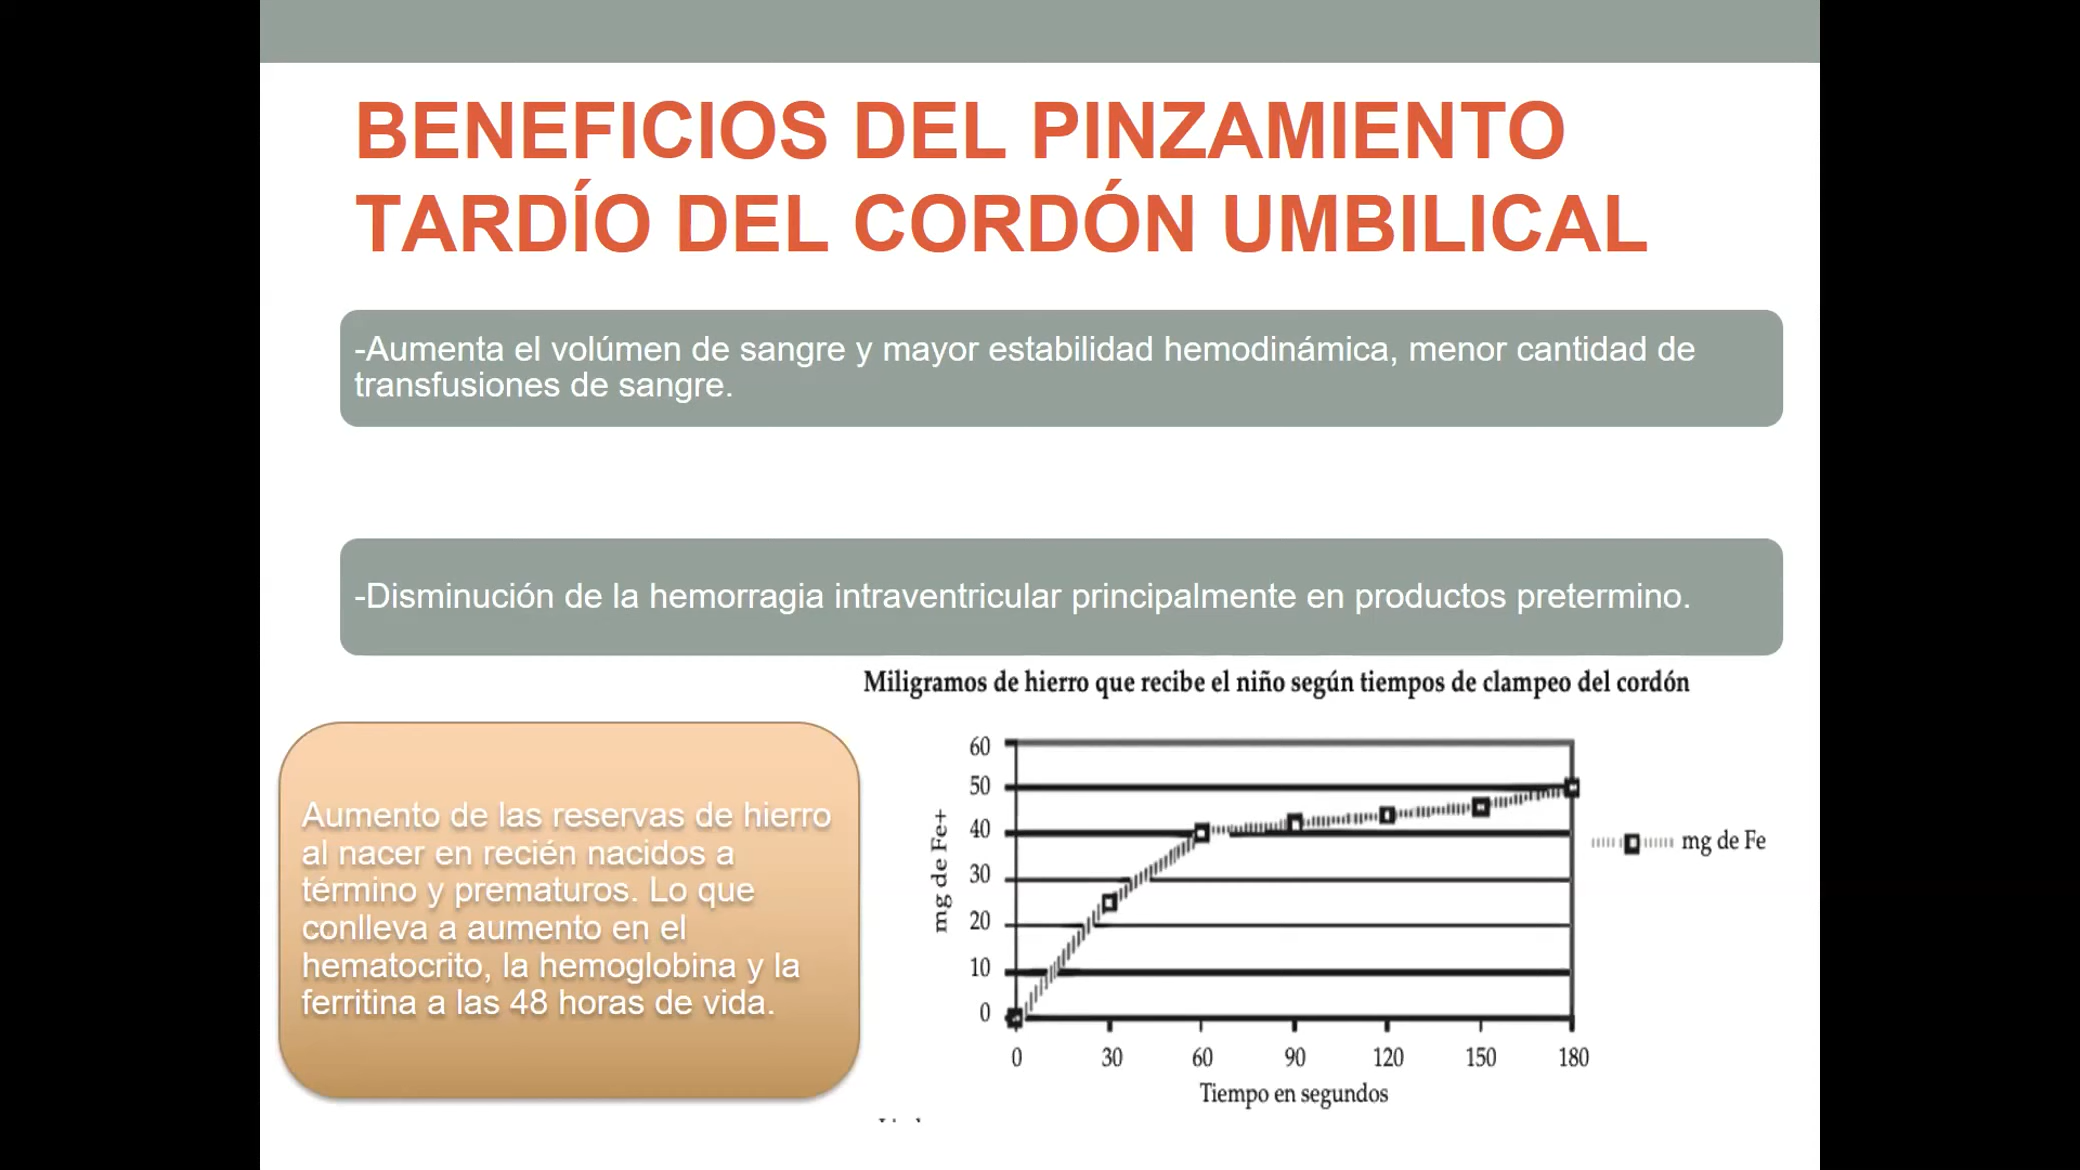 BENEFICIOS DEL PINZAMIENTO
TARDÍO DEL CORDÓN UMBILICAL
-Aumenta el volúmen de sangre y mayor estabilidad hemodinámica, menor cantidad de
transfusiones de sangre.
-Disminución de la hemorragia intraventricular principalmente en productos pretermino.
Aumento de las reservas de hierro
al nacer en recién nacidos a
término y prematuros. Lo que
conlleva a aumento en el
hematocrito, la hemoglobina y la
ferritina a las 48 horas de vida.
Miligramos de hierro que recibe el niño según tiempos de clampeo del cordón
mg de Fe+
60
50
40
30
20
10
0
0 30 60 90 120 150 180
Tiempo en segundos
mg de Fe